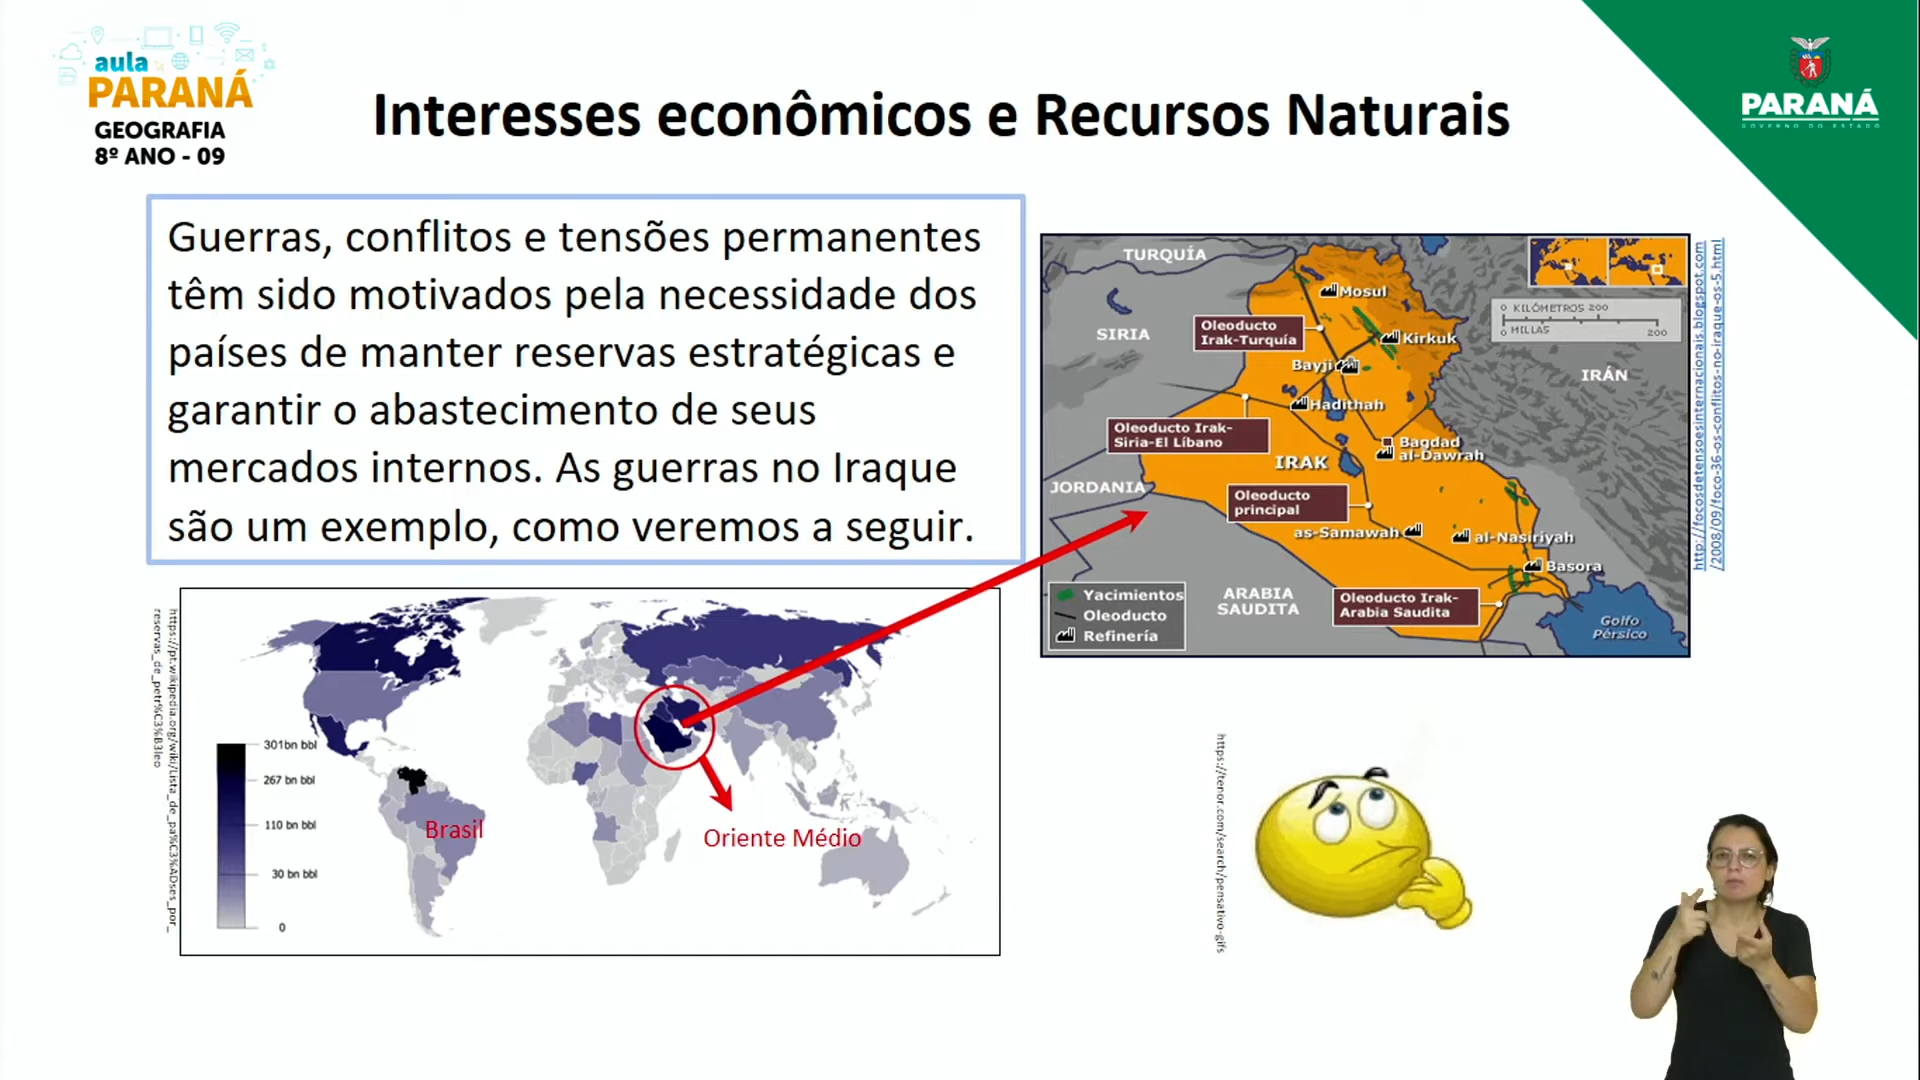 aula
PARANÁ
GEOGRAFIA
8º ANO - 09
Interesses econômicos e Recursos Naturais
PARANÁ
GOVERNO DO ESTADO
Guerras, conflitos e tensões permanentes
têm sido motivados pela necessidade dos
países de manter reservas estratégicas e
garantir o abastecimento de seus
mercados internos. As guerras no Iraque
são um exemplo, como veremos a seguir.
TURQUÍA
SIRIA
JORDANIA
IRÁN
IRAK
ARABIA
SAUDITA
Golfo
Pérsico
Mosul
Kirkuk
Bayji
Hadithah
Bagdad
al-Dawrah
as-Samawah
al-Nasiriyah
Basora
Oleoducto
Irak-Turquía
Oleoducto Irak-
Siria-El Líbano
Oleoducto
principal
Oleoducto Irak-
Arabia Saudita
0 KILÓMETROS 200
0 MILLAS 200
Yacimientos
Oleoducto
Refinería
http://focosdetensoesinternacionais.blogspot.com
/2008/09/foco-36-os-conflitos-no-iraque-os-5.html
https://pt.wikipedia.org/wiki/Lista_de_pa%C3%ADses_por_
reservas_de_petr%C3%B3leo
301bn bbl
267 bn bbl
110 bn bbl
30 bn bbl
0
Brasil
Oriente Médio
https://tenor.com/search/pensativo-gifs